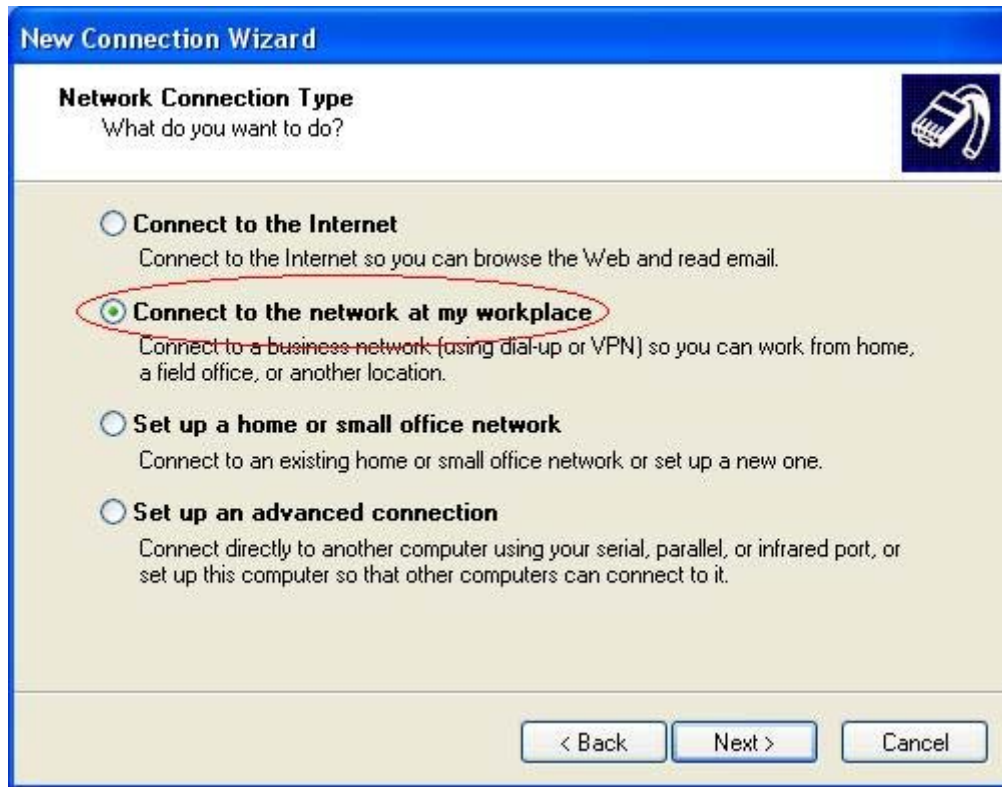 New Connection Wizard
Network Connection Type
What do you want to do?
Connect to the Internet
Connect to the Internet so you can browse the Web and read email.
Connect to the network at my workplace
Connect to a business network (using dial-up or VPN) so you can work from home,
a field office, or another location.
Set up a home or small office network
Connect to an existing home or small office network or set up a new one.
Set up an advanced connection
Connect directly to another computer using your serial, parallel, or infrared port, or
set up this computer so that other computers can connect to it.
< Back Next > Cancel